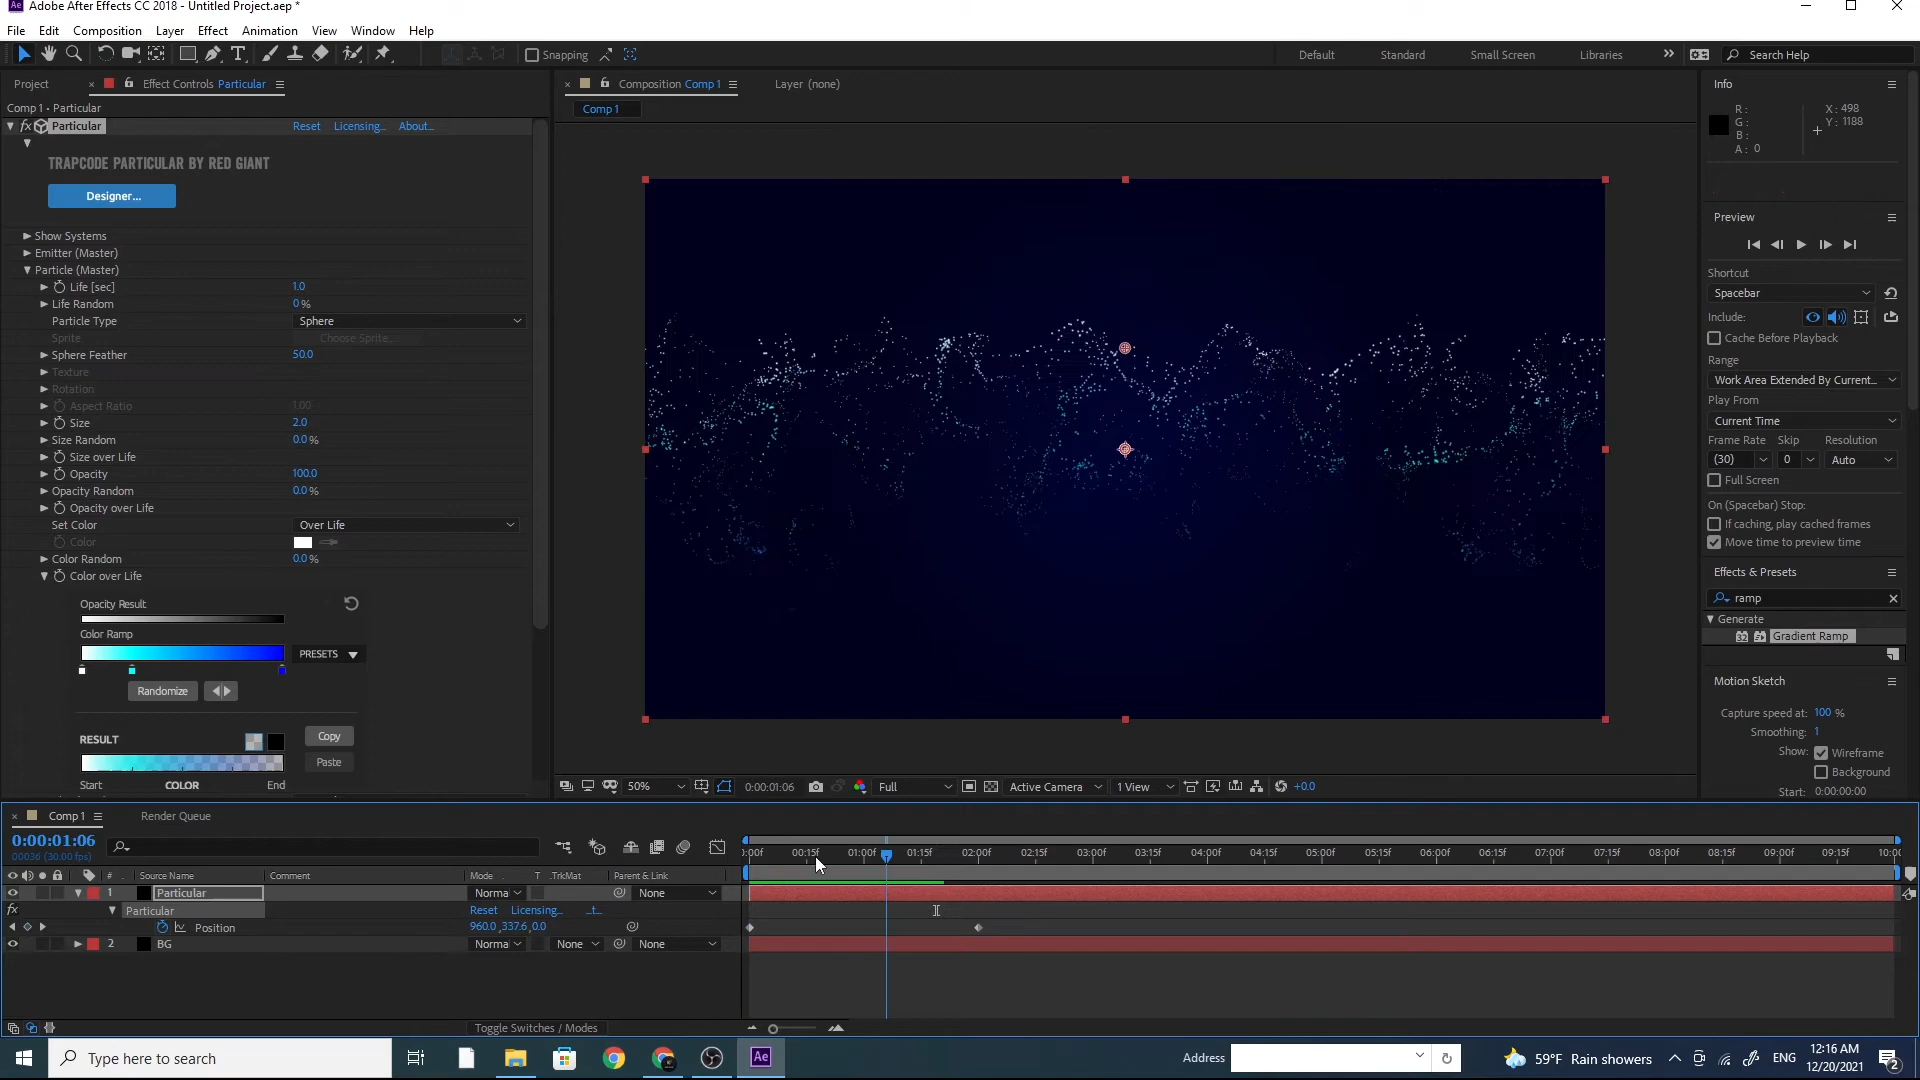 Adobe After Effects CC 2018 - Untitled Project.aep *
File Edit Composition Layer Effect Animation View Window Help
Snapping
Default Standard Small Screen Libraries Search Help
Project Effect Controls Particular
Comp 1 • Particular
Particular Reset Licensing... About...
TRAPCODE PARTICULAR BY RED GIANT
Designer...
Show Systems
Emitter (Master)
Particle (Master)
Life [sec] 1.0
Life Random 0%
Particle Type Sphere
Sprite Choose Sprite...
Sphere Feather 50.0
Texture
Rotation
Aspect Ratio 1.00
Size 2.0
Size Random 0.0%
Size over Life
Opacity 100.0
Opacity Random 0.0%
Opacity over Life
Set Color Over Life
Color
Color Random 0.0%
Color over Life
Opacity Result
Color Ramp
PRESETS
Randomize
RESULT Copy
Paste
Start COLOR End
Composition Comp 1 Layer (none)
Comp 1
50% 0:00:01:06 Full Active Camera 1 View +0.0
Info
R: X: 498
G: Y: 1188
B:
A: 0
Preview
Shortcut
Spacebar
Include:
Cache Before Playback
Range
Work Area Extended By Current...
Play From
Current Time
Frame Rate Skip Resolution
(30) 0 Auto
Full Screen
On (Spacebar) Stop:
If caching, play cached frames
Move time to preview time
Effects & Presets
ramp
Generate
32 Gradient Ramp
Motion Sketch
Capture speed at: 100 %
Smoothing: 1
Show: Wireframe
Background
Start: 0:00:00:00
Comp 1 Render Queue
0:00:01:06
00036 (30.00 fps)
:00f 00:15f 01:00f 01:15f 02:00f 02:15f 03:00f 03:15f 04:00f 04:15f 05:00f 05:15f 06:00f 06:15f 07:00f 07:15f 08:00f 08:15f 09:00f 09:15f 10:00
# Source Name Comment Mode T .TrkMat Parent & Link
1 Particular Norma None
fx Particular Reset Licensing... ...t...
Position 960.0,337.6,0.0
2 BG Norma None None
Toggle Switches / Modes
Type here to search
Ae
Address
59°F Rain showers
ENG
12:16 AM
12/20/2021
2